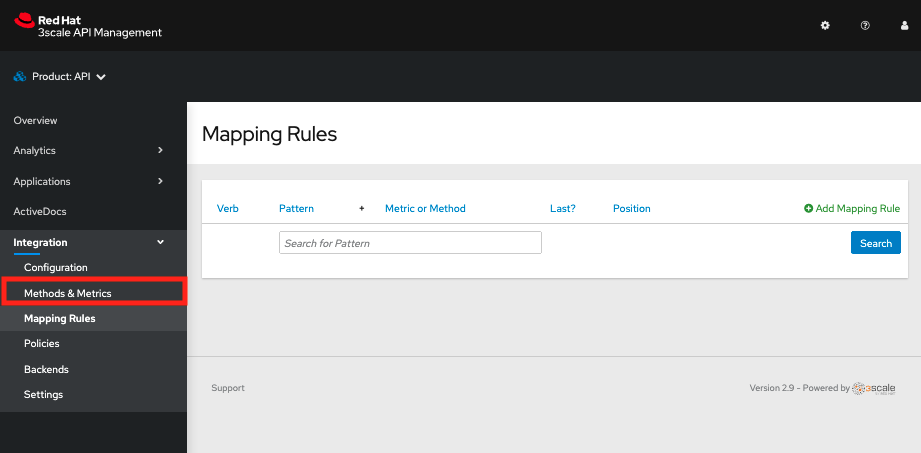 Red Hat
3scale API Management
Product: API
Overview
Analytics
Applications
ActiveDocs
Integration
Configuration
Methods & Metrics
Mapping Rules
Policies
Backends
Settings
Mapping Rules
Verb Pattern Metric or Method Last? Position Add Mapping Rule
Search for Pattern Search
Support Version 2.9 - Powered by 3scale